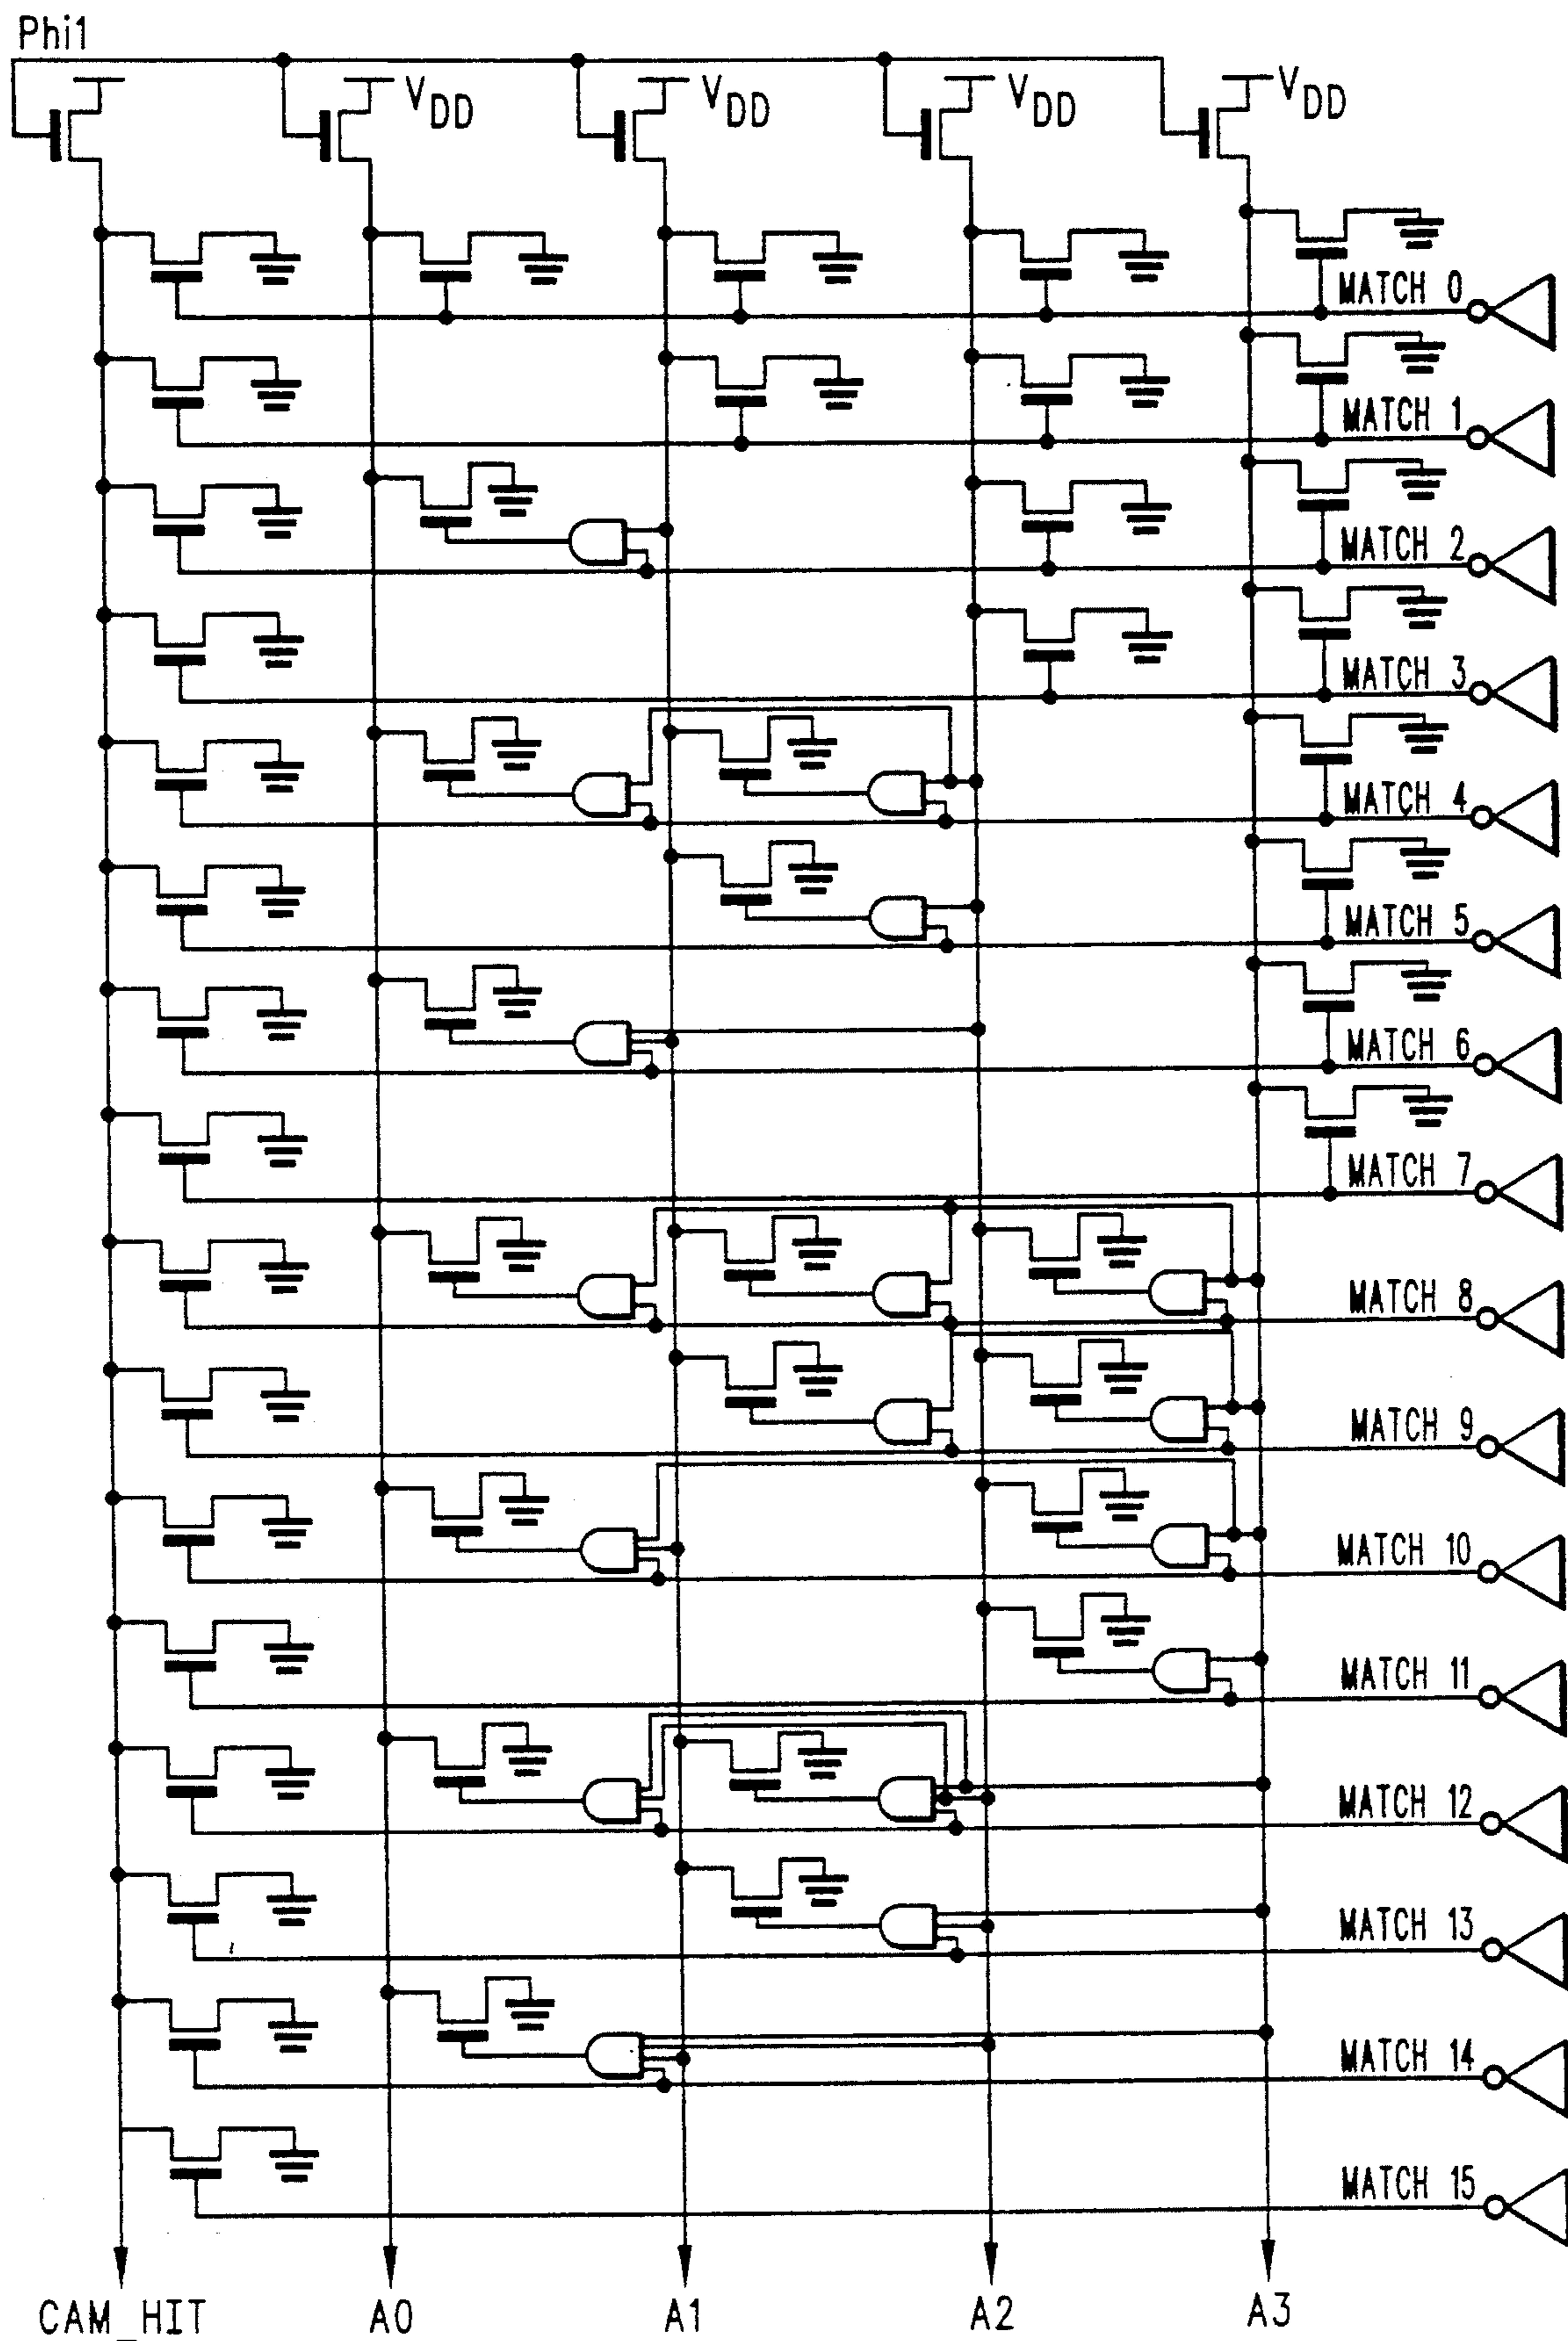 Phi1
VDD VDD VDD VDD
MATCH 0
MATCH 1
MATCH 2
MATCH 3
MATCH 4
MATCH 5
MATCH 6
MATCH 7
MATCH 8
MATCH 9
MATCH 10
MATCH 11
MATCH 12
MATCH 13
MATCH 14
MATCH 15
CAM_HIT A0 A1 A2 A3